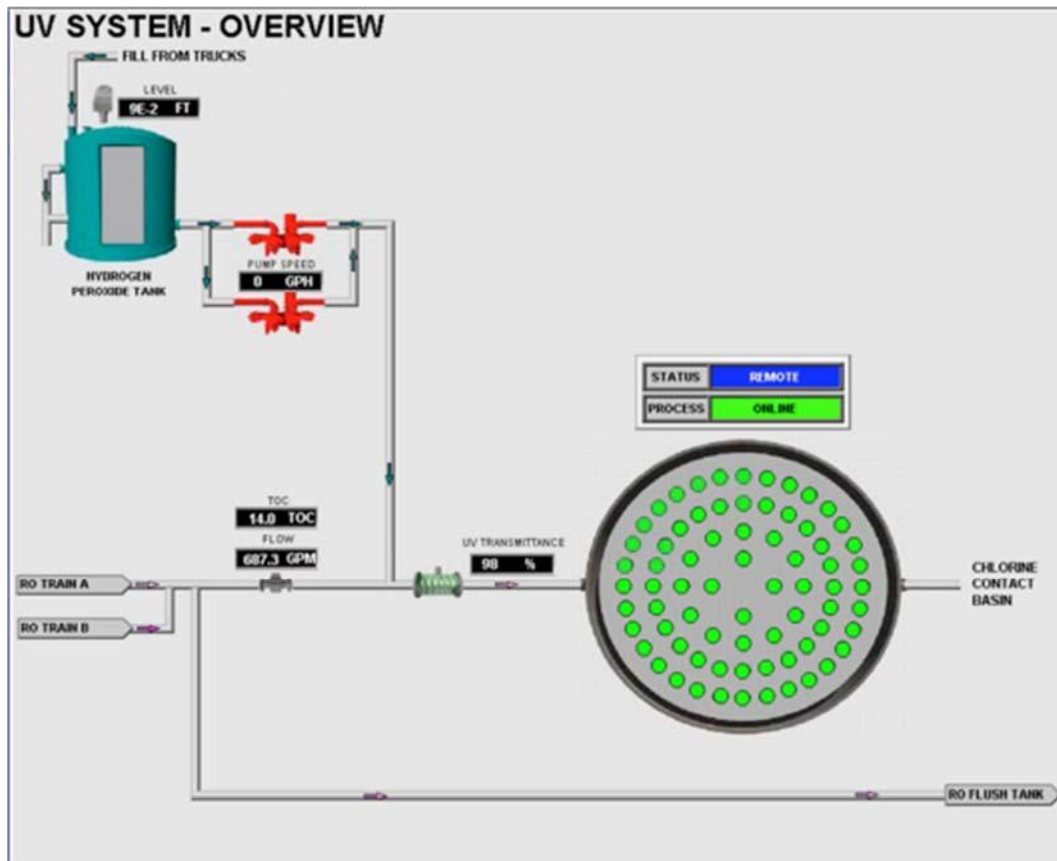 UV SYSTEM - OVERVIEW
FILL FROM TRUCKS
LEVEL
9E-2 FT
HYDROGEN
PEROXIDE TANK
PUMP SPEED
0 GPH
STATUS REMOTE
PROCESS ONLINE
TOC
14.0 TOC
FLOW
687.3 GPM
UV TRANSMITTANCE
98 %
RO TRAIN A
RO TRAIN B
CHLORINE
CONTACT
BASIN
RO FLUSH TANK